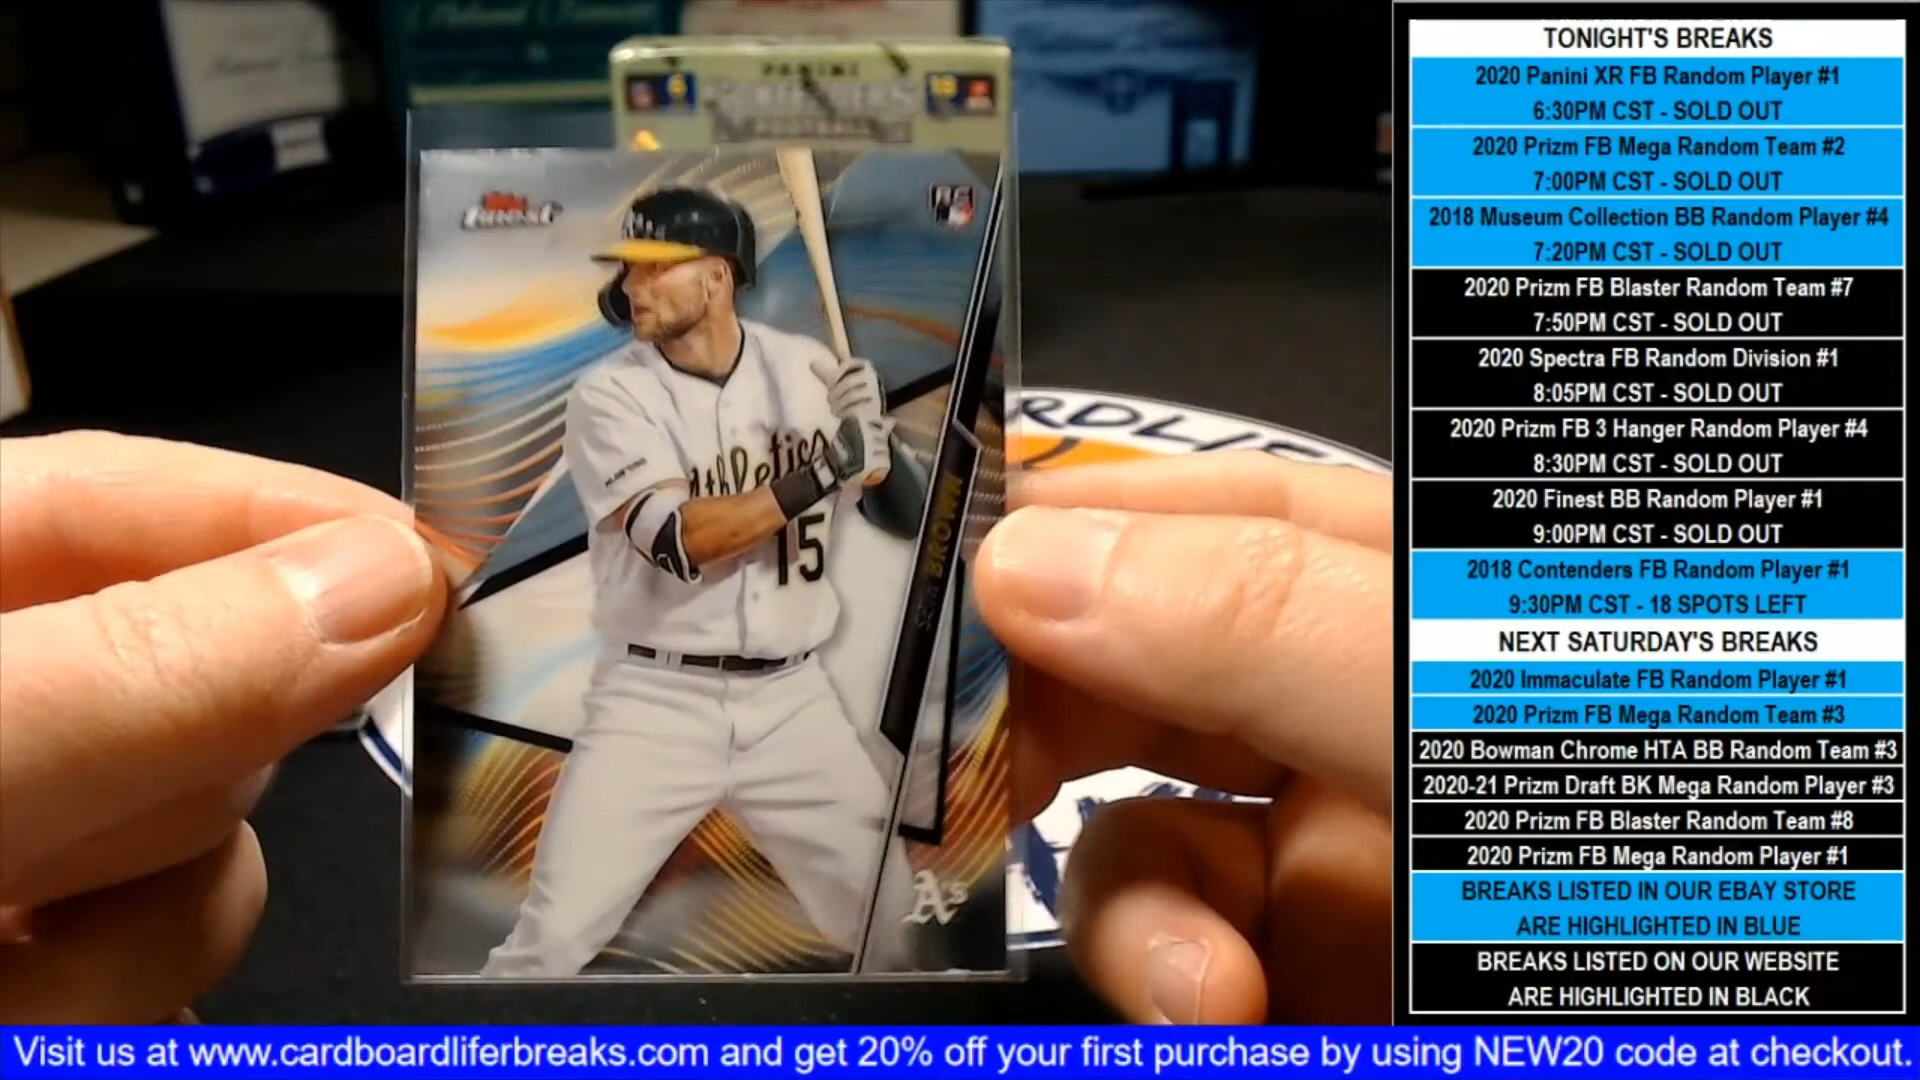 PANINI
CONTENDERS
FOOTBALL
Finest
RC
Athletics
15
SETH BROWN
A's
RDLIFE
TONIGHT'S BREAKS
2020 Panini XR FB Random Player #1
6:30PM CST - SOLD OUT
2020 Prizm FB Mega Random Team #2
7:00PM CST - SOLD OUT
2018 Museum Collection BB Random Player #4
7:20PM CST - SOLD OUT
2020 Prizm FB Blaster Random Team #7
7:50PM CST - SOLD OUT
2020 Spectra FB Random Division #1
8:05PM CST - SOLD OUT
2020 Prizm FB 3 Hanger Random Player #4
8:30PM CST - SOLD OUT
2020 Finest BB Random Player #1
9:00PM CST - SOLD OUT
2018 Contenders FB Random Player #1
9:30PM CST - 18 SPOTS LEFT
NEXT SATURDAY'S BREAKS
2020 Immaculate FB Random Player #1
2020 Prizm FB Mega Random Team #3
2020 Bowman Chrome HTA BB Random Team #3
2020-21 Prizm Draft BK Mega Random Player #3
2020 Prizm FB Blaster Random Team #8
2020 Prizm FB Mega Random Player #1
BREAKS LISTED IN OUR EBAY STORE
ARE HIGHLIGHTED IN BLUE
BREAKS LISTED ON OUR WEBSITE
ARE HIGHLIGHTED IN BLACK
Visit us at www.cardboardliferbreaks.com and get 20% off your first purchase by using NEW20 code at checkout.